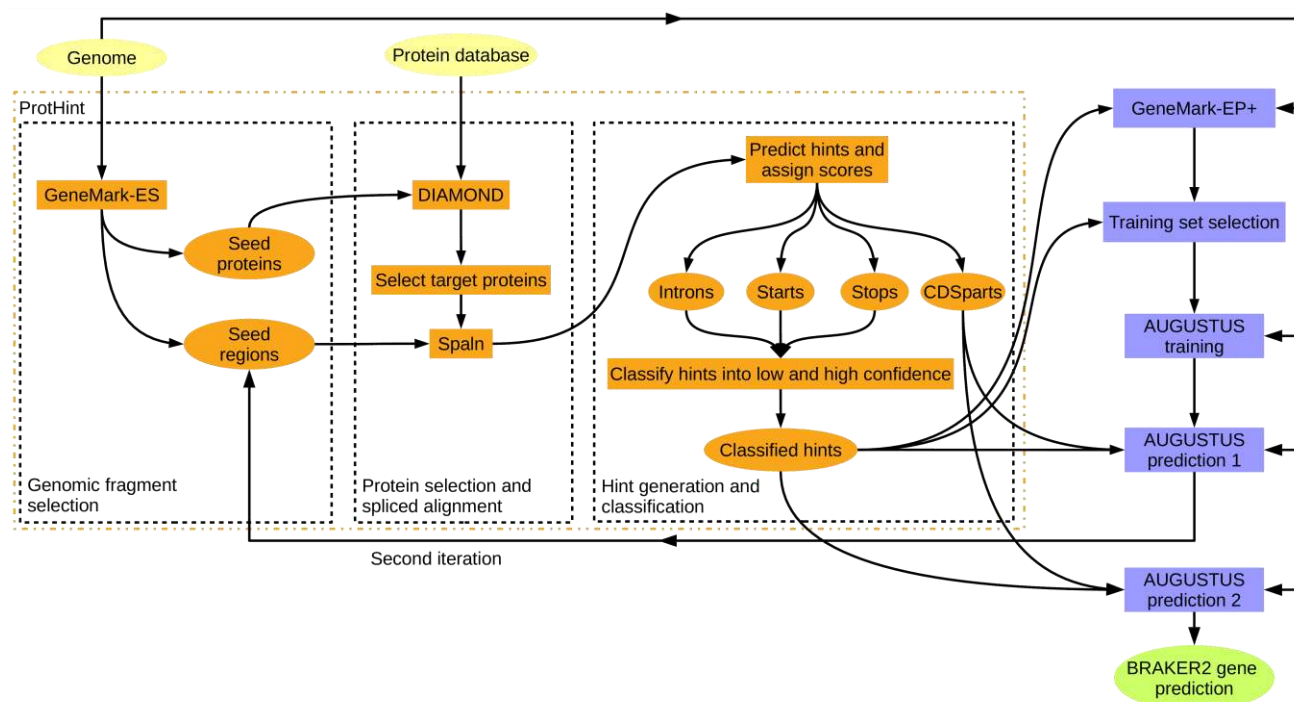 Genome
Protein database
ProtHint
GeneMark-EP+
Predict hints and
assign scores
GeneMark-ES
DIAMOND
Training set selection
Seed
proteins
Select target proteins
Introns
Starts
Stops
CDSparts
Seed
regions
Spaln
AUGUSTUS
training
Classify hints into low and high confidence
Classified hints
AUGUSTUS
prediction 1
Genomic fragment
selection
Protein selection and
spliced alignment
Hint generation and
classification
Second iteration
AUGUSTUS
prediction 2
BRAKER2 gene
prediction